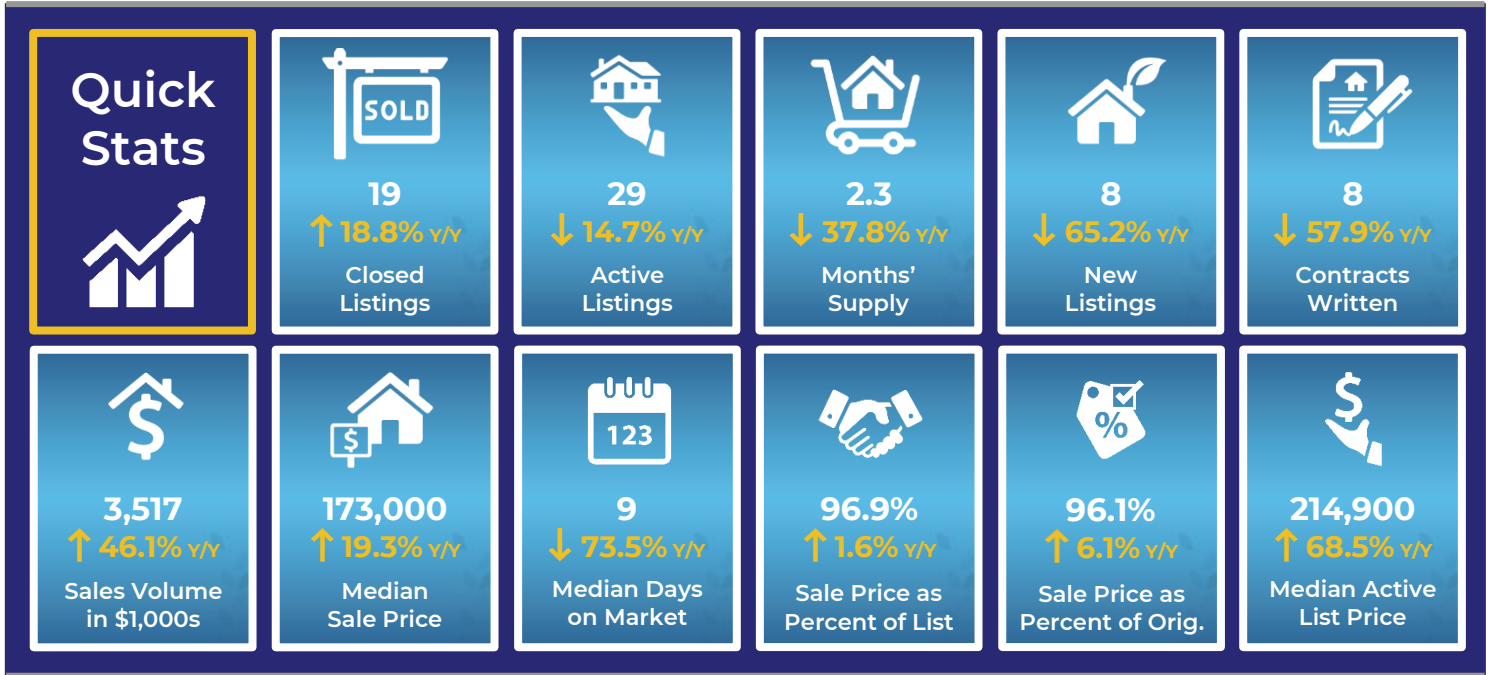 Quick
Stats
SOLD
19
↑ 18.8% Y/Y
Closed
Listings
29
↓ 14.7% Y/Y
Active
Listings
2.3
↓ 37.8% Y/Y
Months’
Supply
8
↓ 65.2% Y/Y
New
Listings
8
↓ 57.9% Y/Y
Contracts
Written
$
3,517
↑ 46.1% Y/Y
Sales Volume
in $1,000s
$
173,000
↑ 19.3% Y/Y
Median
Sale Price
123
9
↓ 73.5% Y/Y
Median Days
on Market
96.9%
↑ 1.6% Y/Y
Sale Price as
Percent of List
%
96.1%
↑ 6.1% Y/Y
Sale Price as
Percent of Orig.
$
214,900
↑ 68.5% Y/Y
Median Active
List Price